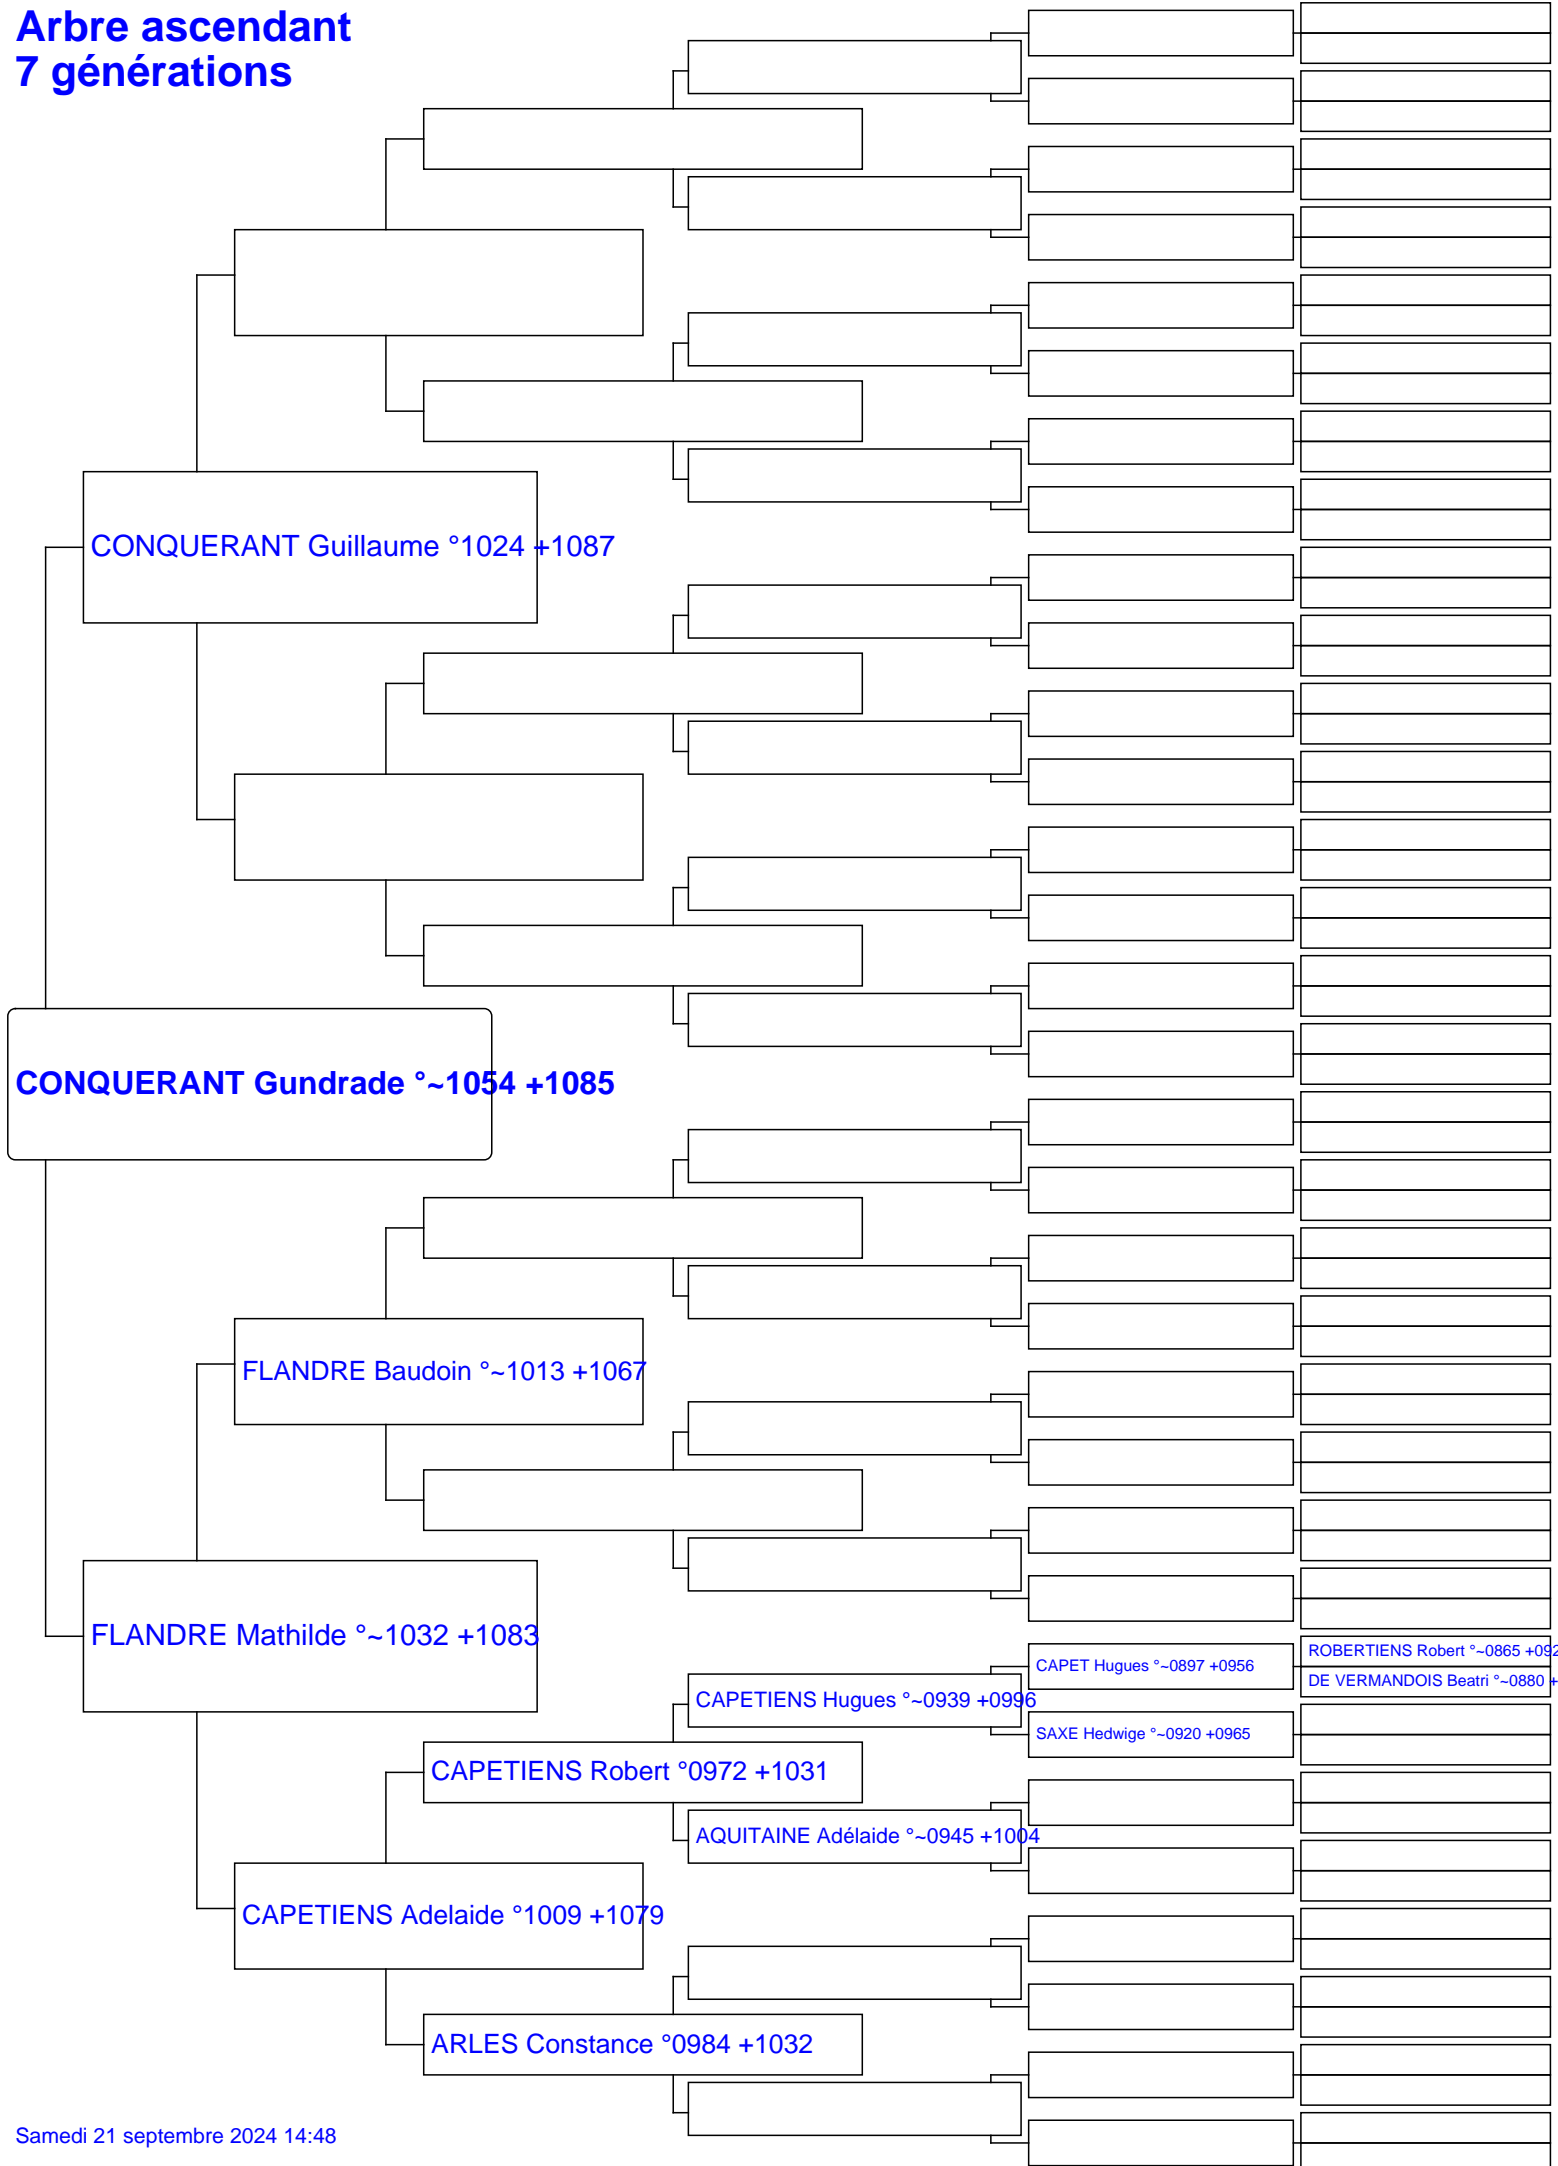 Arbre ascendant
7 générations
CONQUERANT Guillaume °1024 +1087
CONQUERANT Gundrade °~1054 +1085
FLANDRE Baudoin °~1013 +1067
FLANDRE Mathilde °~1032 +1083
ROBERTIENS Robert °~0865 +092
CAPET Hugues °~0897 +0956
DE VERMANDOIS Beatri °~0880 +
CAPETIENS Hugues °~0939 +0996
SAXE Hedwige °~0920 +0965
CAPETIENS Robert °0972 +1031
AQUITAINE Adélaide °~0945 +1004
CAPETIENS Adelaide °1009 +1079
ARLES Constance °0984 +1032
Samedi 21 septembre 2024 14:48